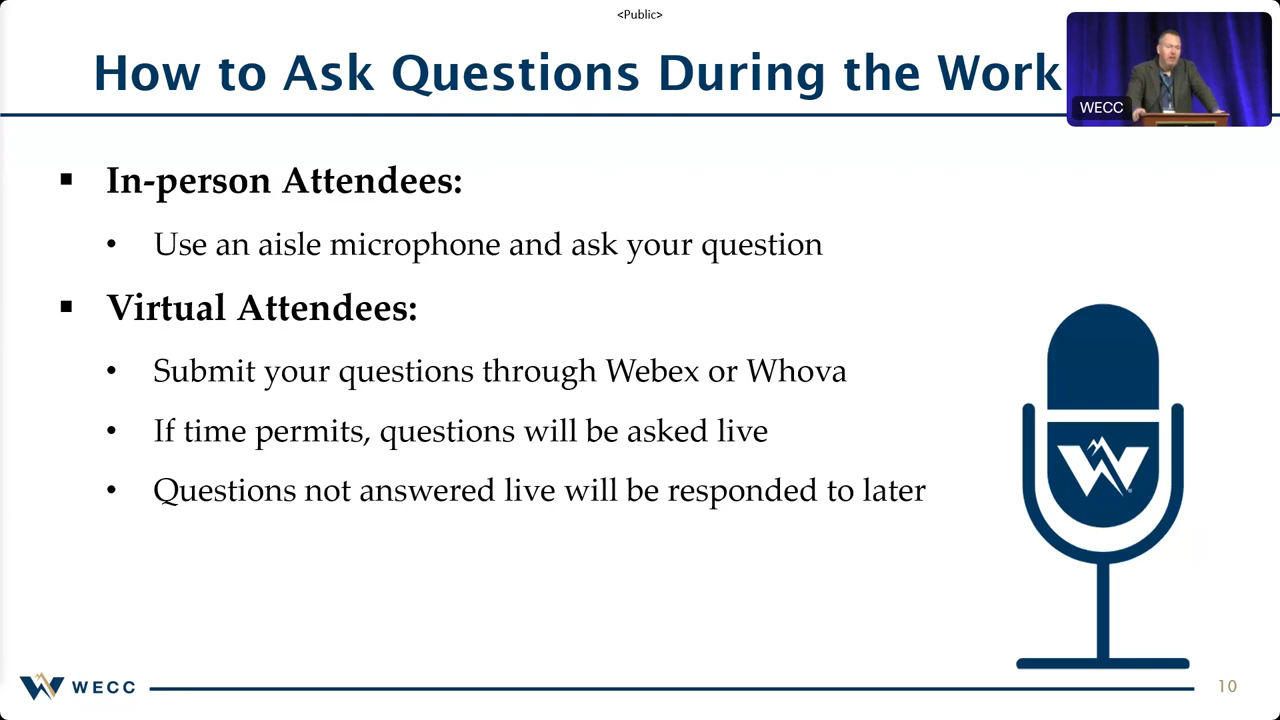 <Public>
How to Ask Questions During the Work
WECC
▪ In-person Attendees:
• Use an aisle microphone and ask your question
▪ Virtual Attendees:
• Submit your questions through Webex or Whova
• If time permits, questions will be asked live
• Questions not answered live will be responded to later
W
WECC
10